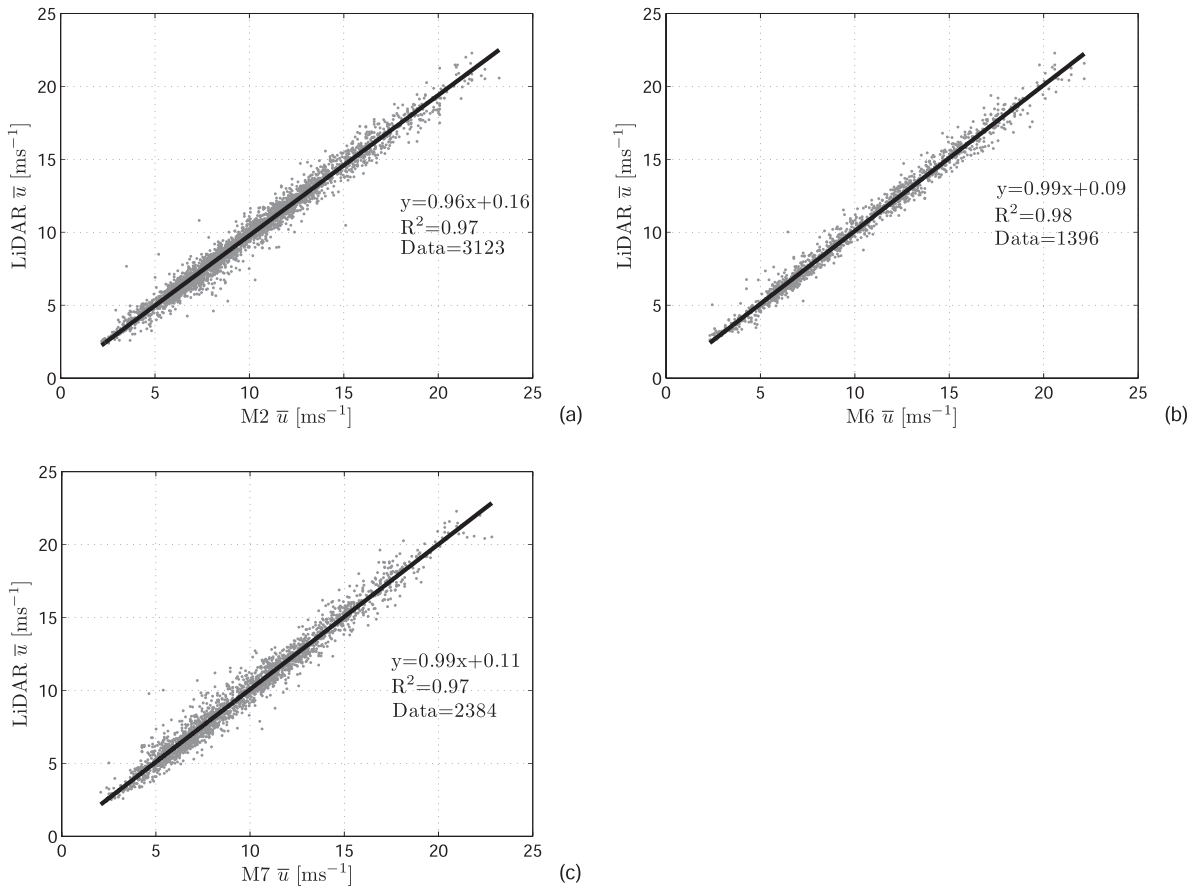 25
20
15
10
5
0
LiDAR u̅ [ms⁻¹]
y=0.96x+0.16
R²=0.97
Data=3123
0 5 10 15 20 25
M2 u̅ [ms⁻¹]
(a)
25
20
15
10
5
0
LiDAR u̅ [ms⁻¹]
y=0.99x+0.09
R²=0.98
Data=1396
0 5 10 15 20 25
M6 u̅ [ms⁻¹]
(b)
25
20
15
10
5
0
LiDAR u̅ [ms⁻¹]
y=0.99x+0.11
R²=0.97
Data=2384
0 5 10 15 20 25
M7 u̅ [ms⁻¹]
(c)